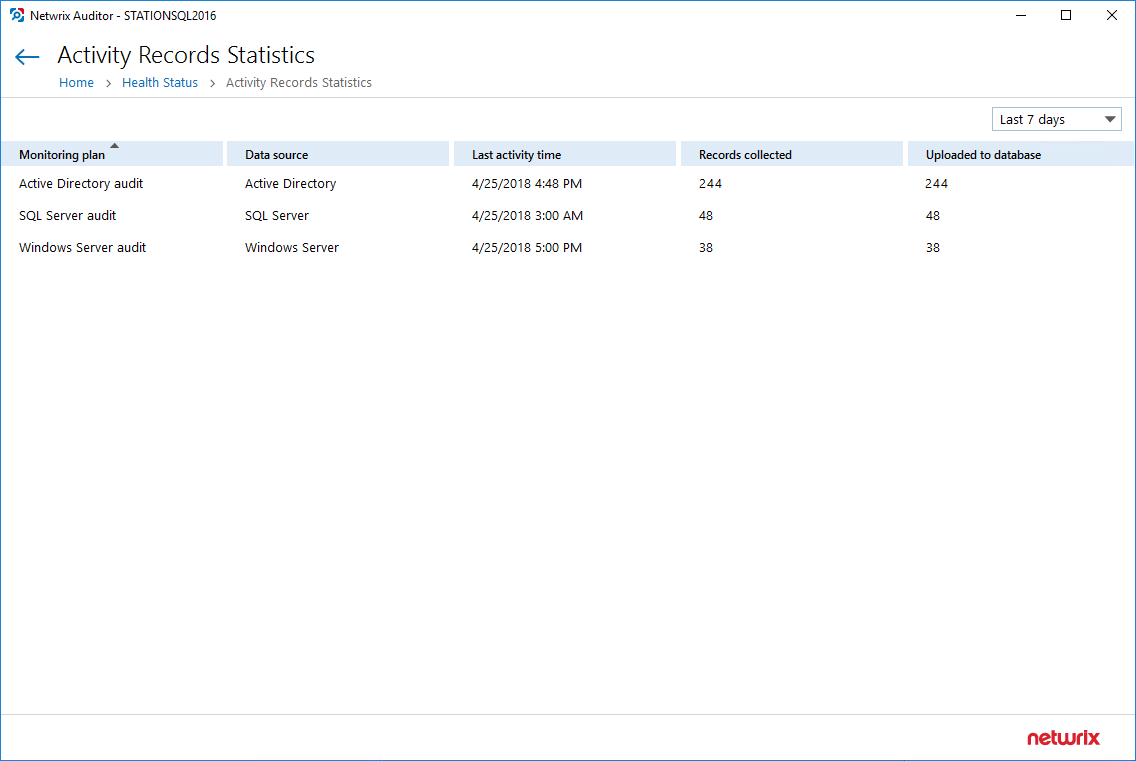 Netwrix Auditor - STATIONSQL2016
Activity Records Statistics
Home > Health Status > Activity Records Statistics
Last 7 days
Monitoring plan Data source Last activity time Records collected Uploaded to database
Active Directory audit Active Directory 4/25/2018 4:48 PM 244 244
SQL Server audit SQL Server 4/25/2018 3:00 AM 48 48
Windows Server audit Windows Server 4/25/2018 5:00 PM 38 38
netwrix